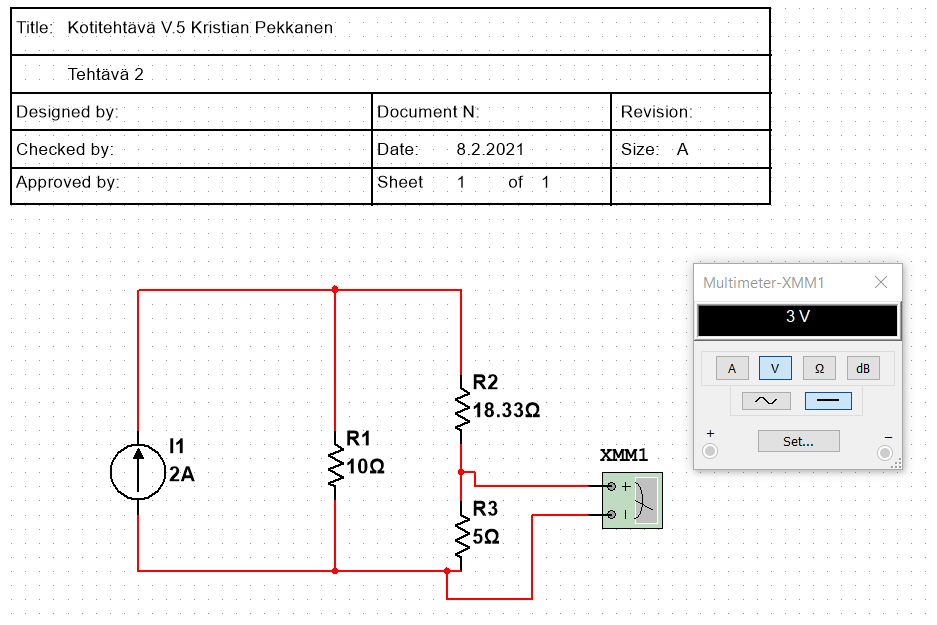 Title: Kotitehtävä V.5 Kristian Pekkanen
Tehtävä 2
Designed by: Document N: Revision:
Checked by: Date: 8.2.2021 Size: A
Approved by: Sheet 1 of 1
Multimeter-XMM1
3 V
A V Ω dB
Set...
+ −
R2
18.33Ω
I1
2A
R1
10Ω
XMM1
R3
5Ω